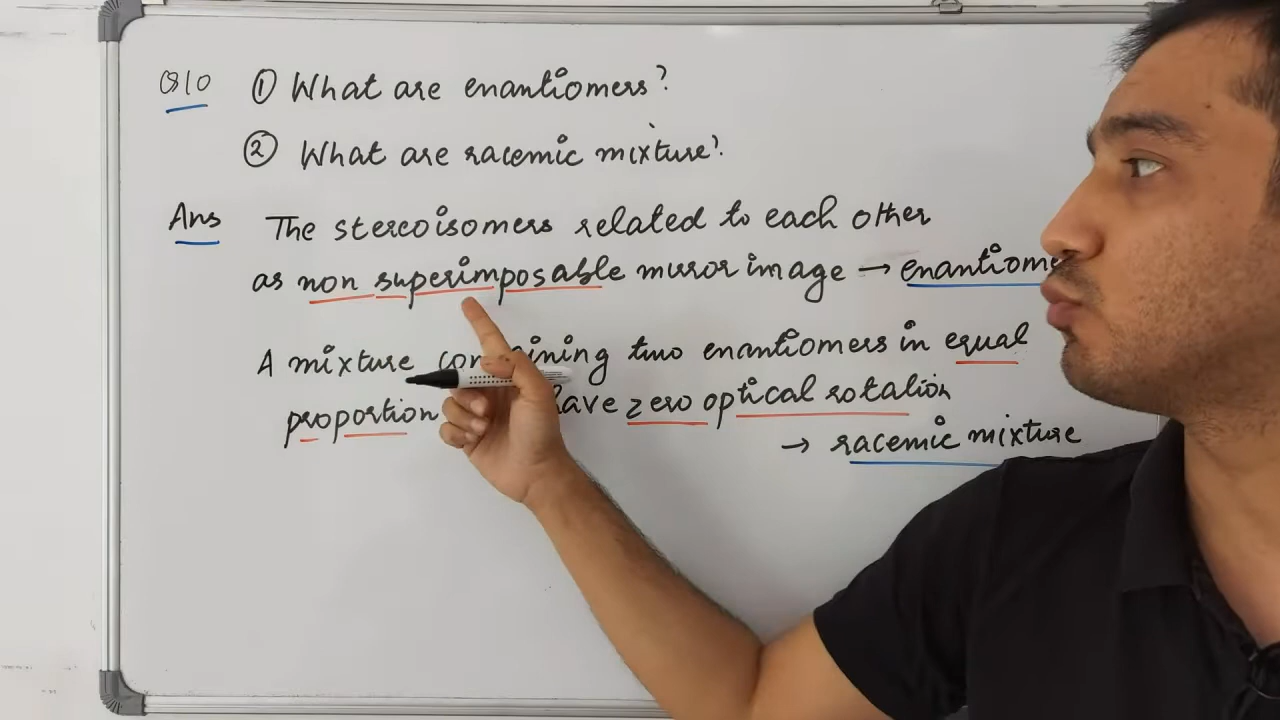 Q10 ① What are enantiomers?
② What are racemic mixture?
Ans The stereoisomers related to each other
as non superimposable mirror image → enantiome
A mixture containing two enantiomers in equal
proportion have zero optical rotation
→ racemic mixture